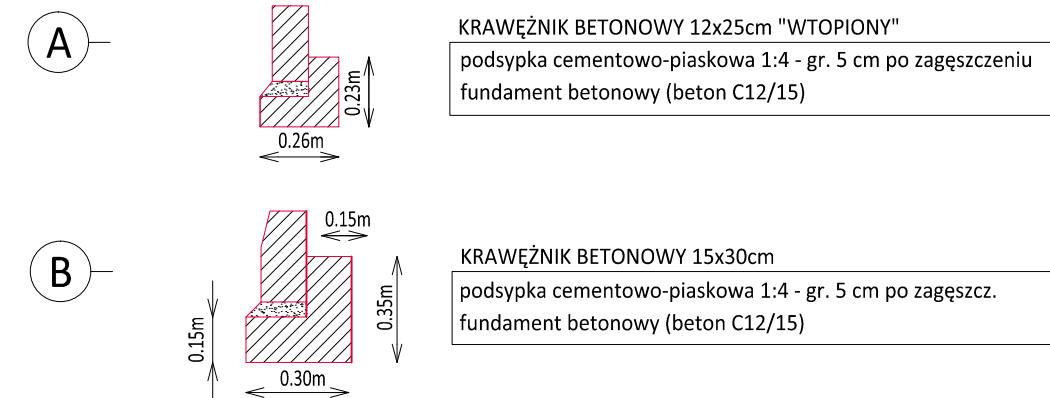 A
KRAWĘŻNIK BETONOWY 12x25cm "WTOPIONY"
podsypka cementowo-piaskowa 1:4 - gr. 5 cm po zagęszczeniu
fundament betonowy (beton C12/15)
0.23m
0.26m
B
0.15m
KRAWĘŻNIK BETONOWY 15x30cm
podsypka cementowo-piaskowa 1:4 - gr. 5 cm po zagęszcz.
fundament betonowy (beton C12/15)
0.35m
0.15m
0.30m